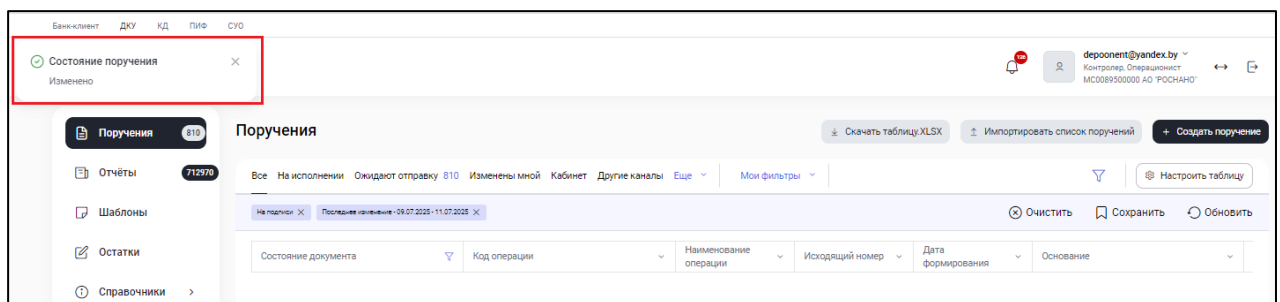 Банк-клиент ДКУ КД ПИФ СУО
Состояние поручения
Изменено
126
depoonent@yandex.by
Контролер, Операционист
МС0089500000 АО "РОСНАНО"
Поручения 810
Поручения
Скачать таблицу.XLSX
Импортировать список поручений
+ Создать поручение
Отчёты 712970
Все На исполнении Ожидают отправку 810 Изменены мной Кабинет Другие каналы Еще Мои фильтры
Настроить таблицу
Шаблоны
На подписи
Последнее изменение - 09.07.2025 - 11.07.2025
Очистить
Сохранить
Обновить
Остатки
Состояние документа
Код операции
Наименование
операции
Исходящий номер
Дата
формирования
Основание
Справочники